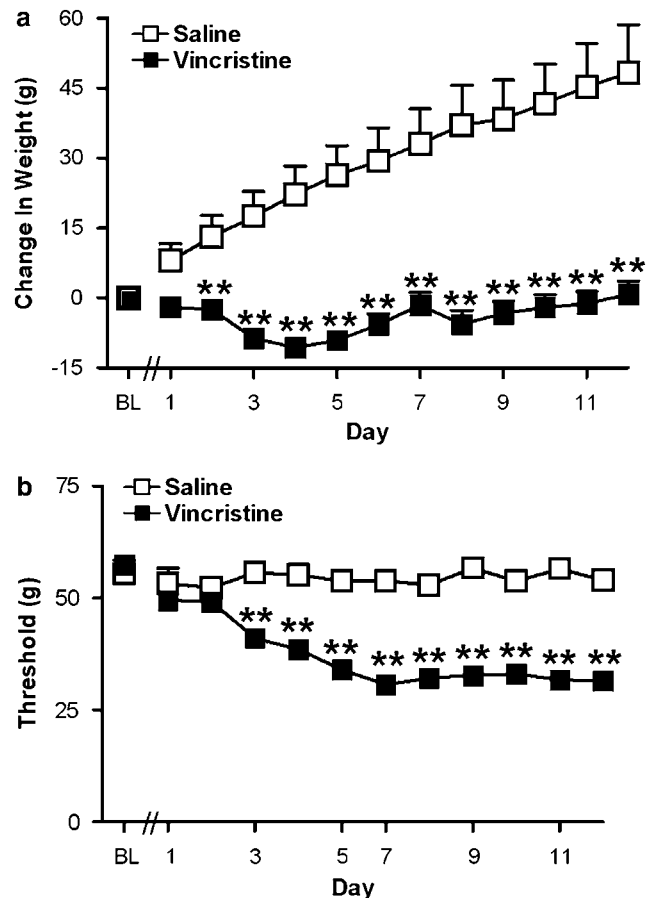 a
60
Saline
Vincristine
45
Change In Weight (g)
30
15
0
-15
** ** ** ** ** ** ** ** ** ** **
BL 1 3 5 7 9 11
Day
b
75
Saline
Vincristine
50
Threshold (g)
25
0
** ** ** ** ** ** ** ** **
BL 1 3 5 7 9 11
Day